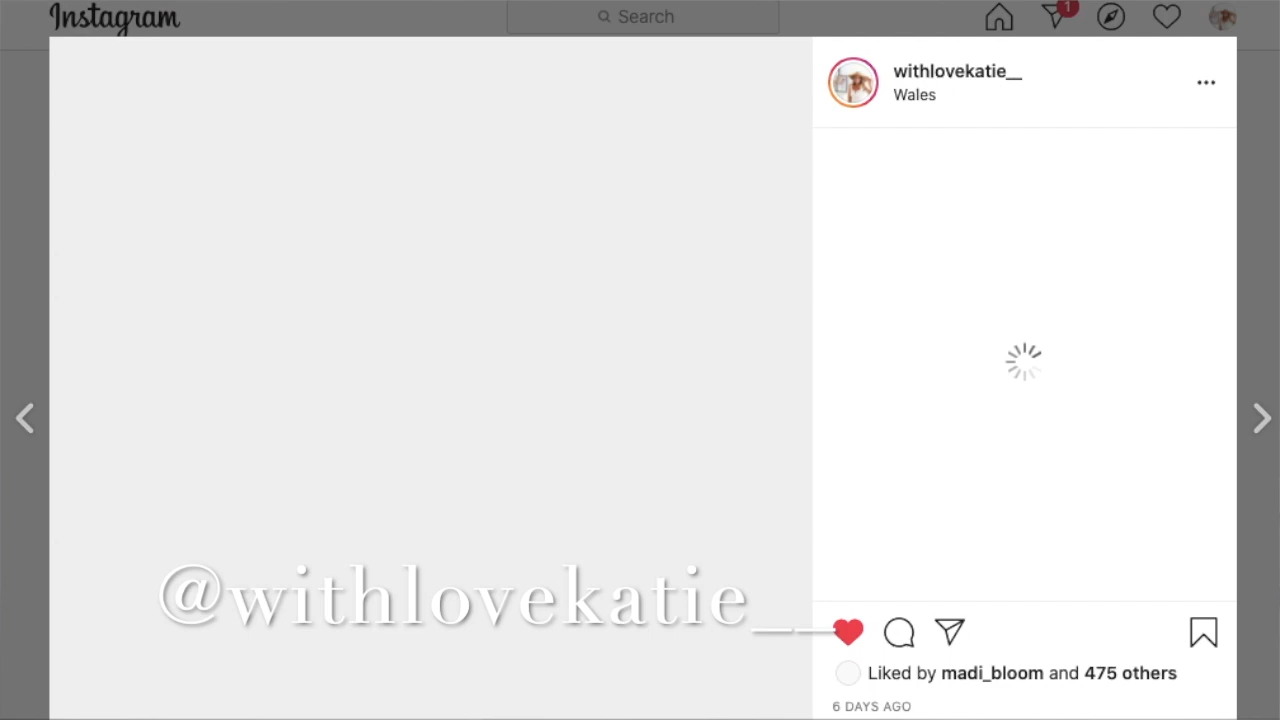 Instagram
Search
1
withlovekatie__
Wales
@withlovekatie__
Liked by madi_bloom and 475 others
6 DAYS AGO